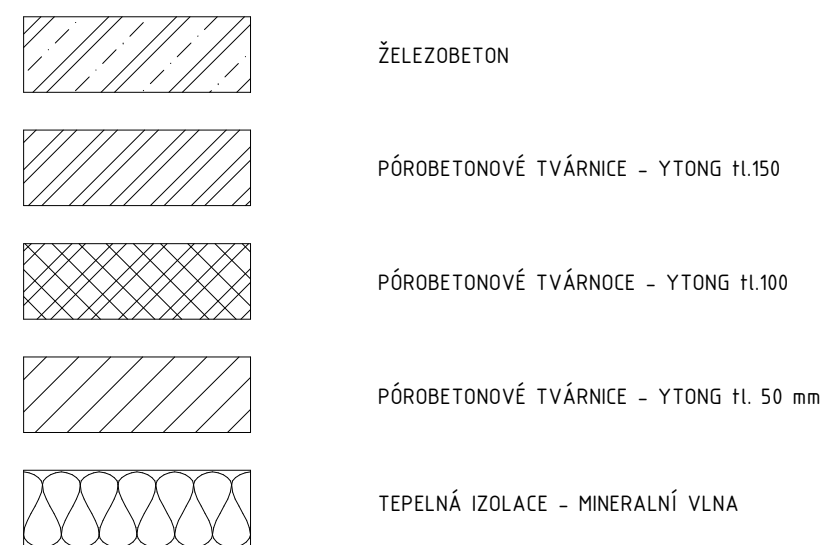 ŽELEZOBETON
PÓROBETONOVÉ TVÁRNICE - YTONG tl.150
PÓROBETONOVÉ TVÁRNOCE - YTONG tl.100
PÓROBETONOVÉ TVÁRNICE - YTONG tl. 50 mm
TEPELNÁ IZOLACE - MINERALNÍ VLNA